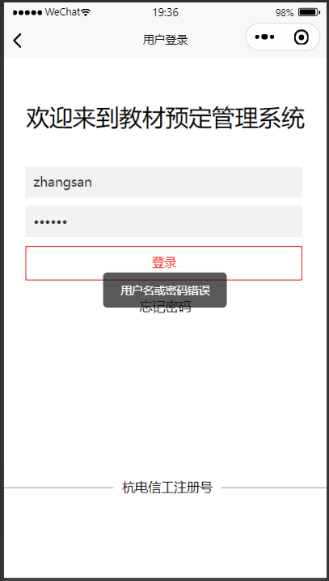 WeChat 19:36 98%
用户登录
欢迎来到教材预定管理系统
zhangsan
••••••
登录
用户名或密码错误
忘记密码
杭电信工注册号